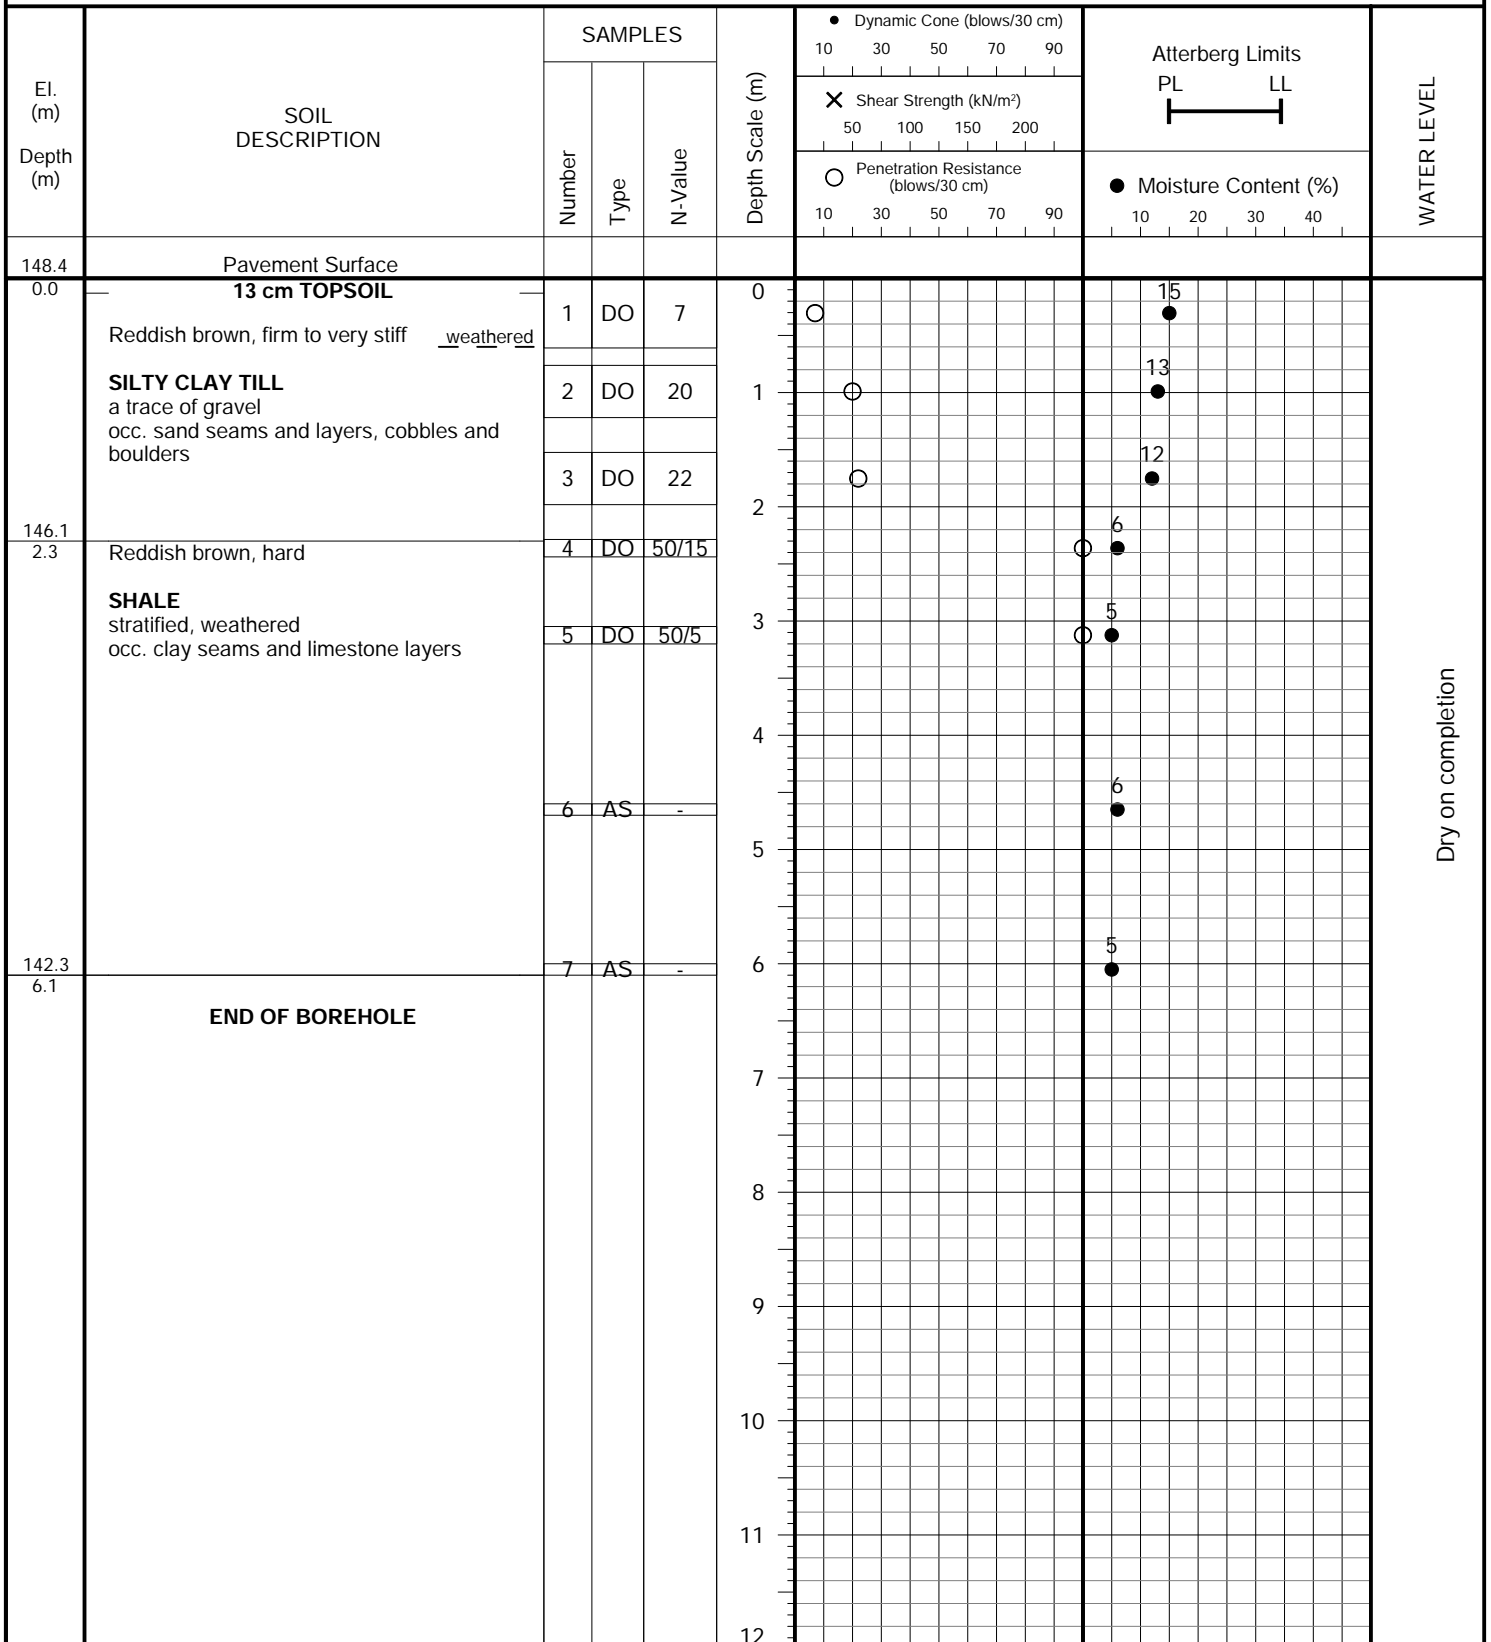 SAMPLES
El.
(m)
Depth
(m)
SOIL
DESCRIPTION
Number
Type
N-Value
Depth Scale (m)
Dynamic Cone (blows/30 cm)
10 30 50 70 90
Shear Strength (kN/m²)
50 100 150 200
Penetration Resistance
(blows/30 cm)
10 30 50 70 90
Atterberg Limits
PL LL
Moisture Content (%)
10 20 30 40
WATER LEVEL
148.4 Pavement Surface
0.0 13 cm TOPSOIL 0 15
1 DO 7
Reddish brown, firm to very stiff weathered
13
SILTY CLAY TILL
2 DO 20 1
a trace of gravel
occ. sand seams and layers, cobbles and
boulders
12
3 DO 22
2
146.1 6
2.3 Reddish brown, hard 4 DO 50/15
SHALE 5
stratified, weathered 3
5 DO 50/5
occ. clay seams and limestone layers
4
Dry on completion
6
6 AS -
5
5
142.3 7 AS - 6
6.1
END OF BOREHOLE
7
8
9
10
11
12